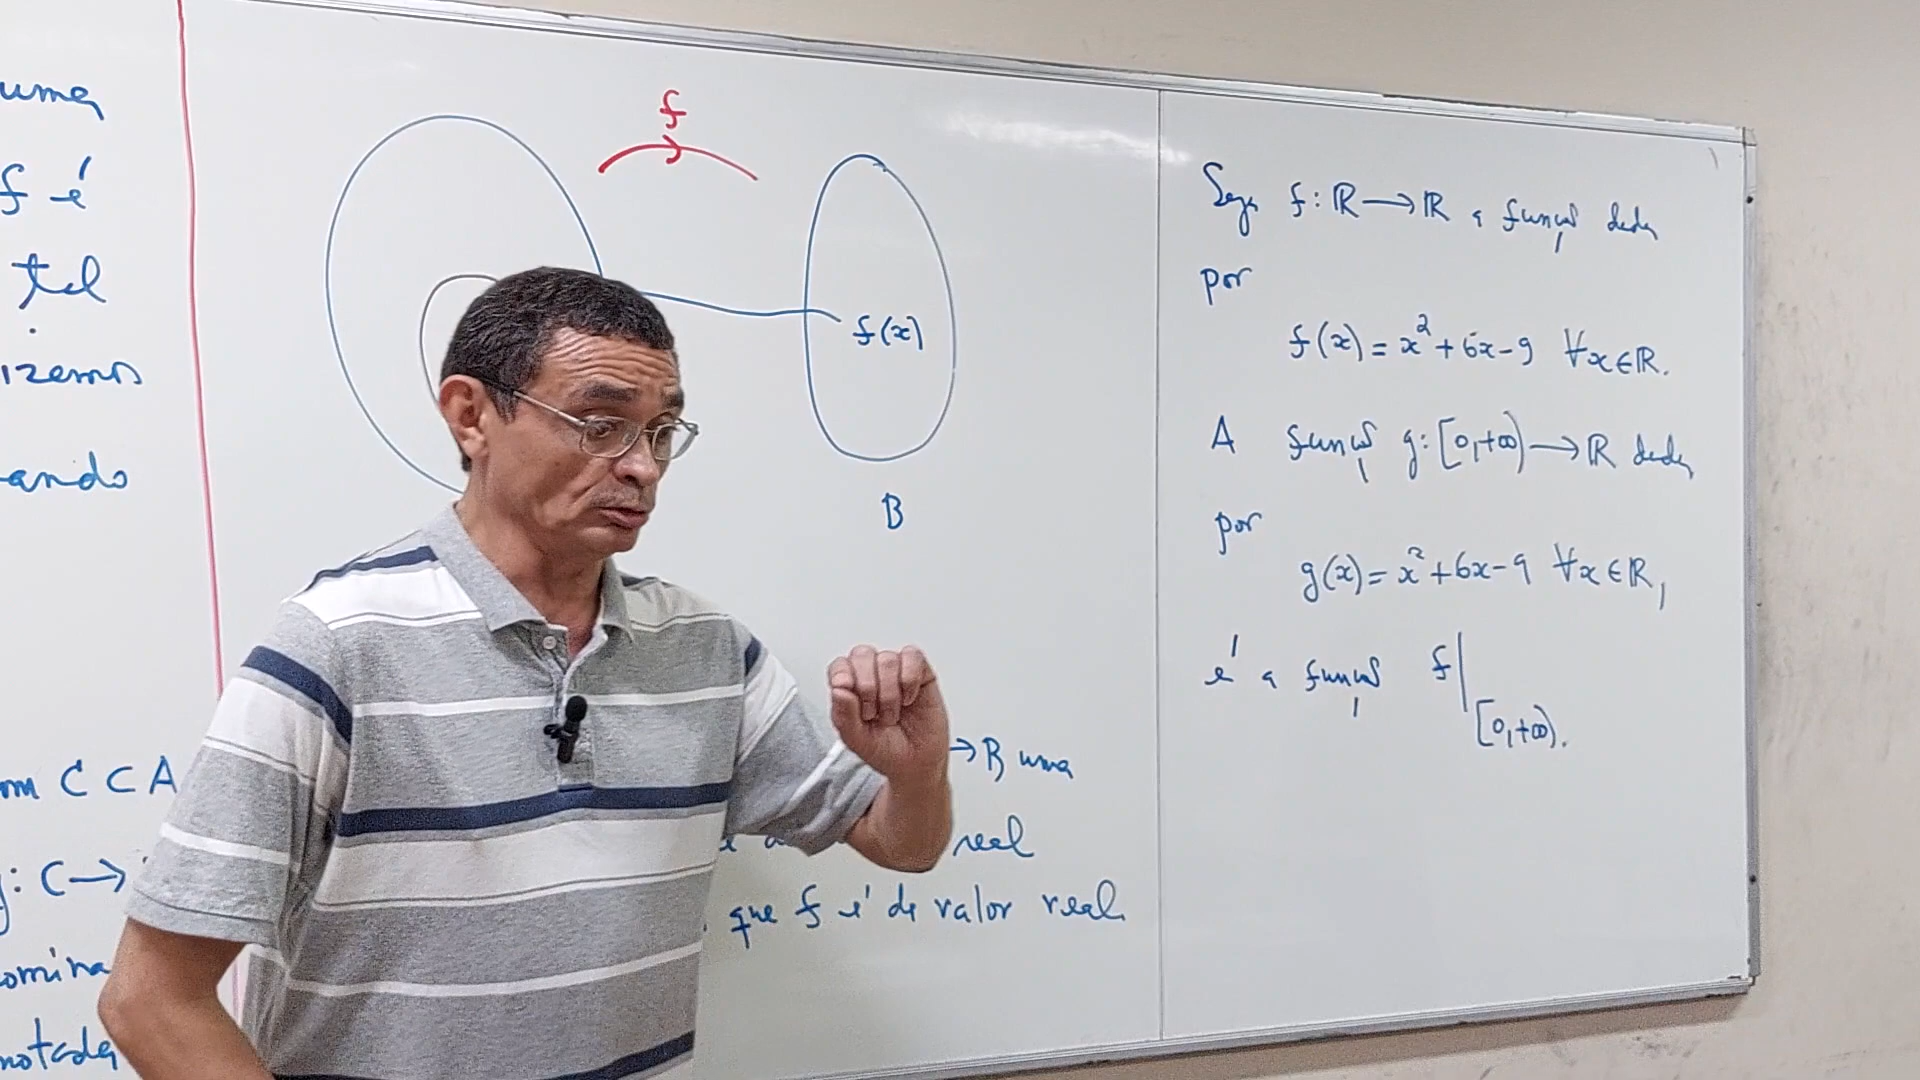 uma
f é
tal
izemos
ando
om C ⊂ A
g: C →
omina
notada
f
f(x)
B
→ B uma
real
que f é de valor real
Seja f: ℝ → ℝ a função dada
por
f(x) = x² + 6x - 9 ∀x ∈ ℝ.
A função g: [0, +∞) → ℝ dada
por
g(x) = x² + 6x - 9 ∀x ∈ ℝ,
é a função f|[0, +∞).